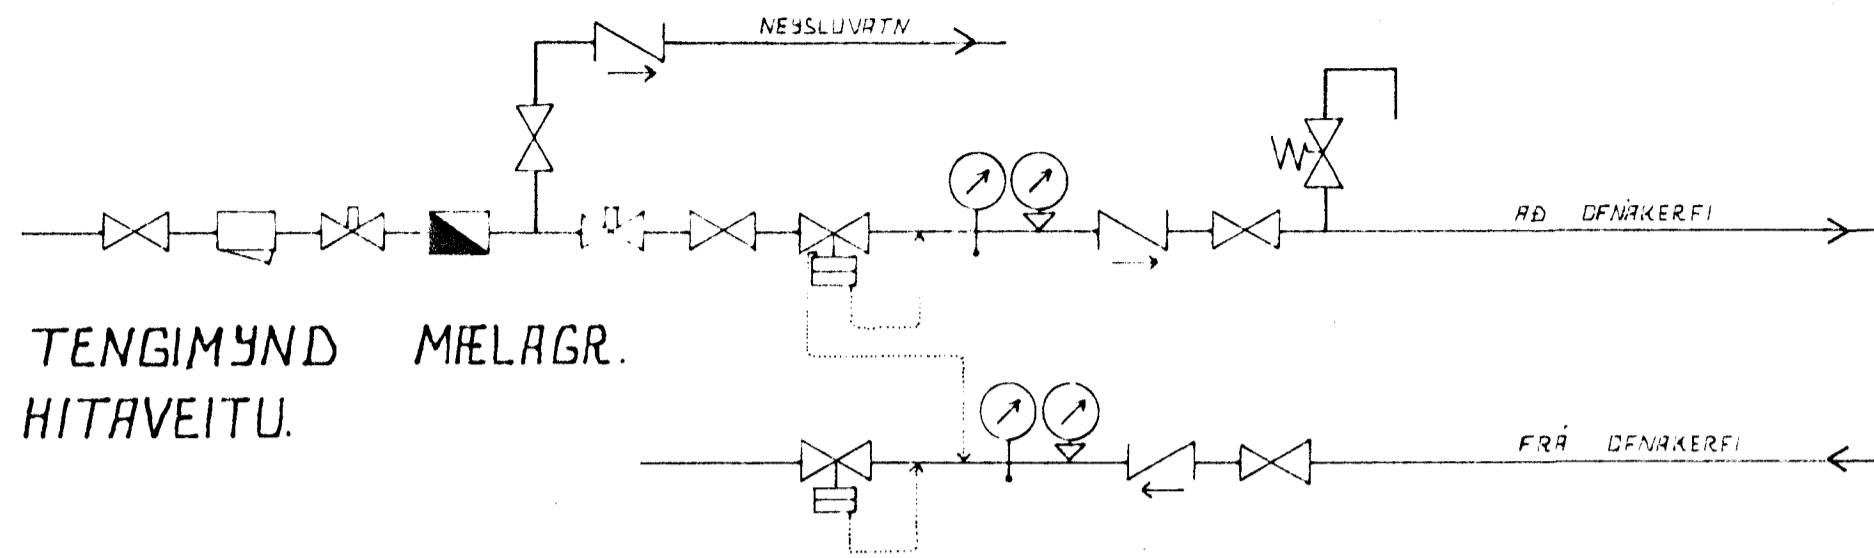 NEYSLUVATN
AÐ OFNAKERFI
TENGIMYND MÆLAGR.
HITAVEITU.
FRÁ OFNAKERFI